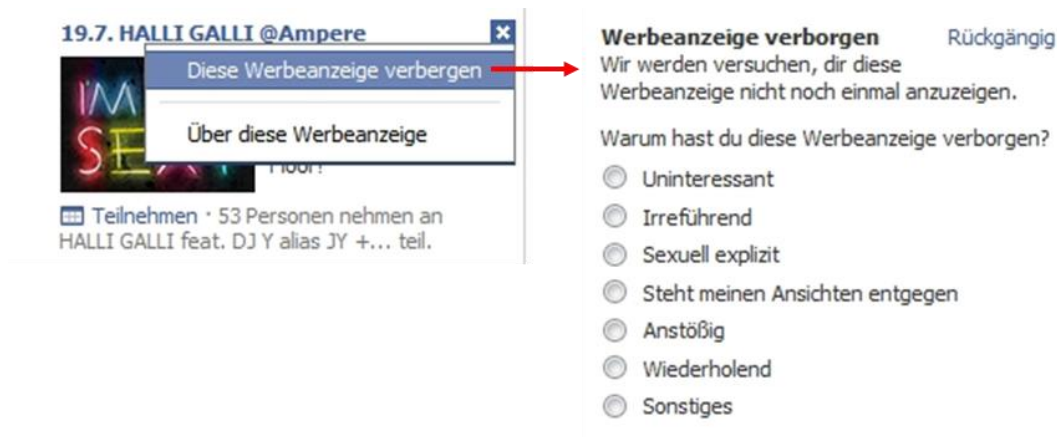 19.7. HALLI GALLI @Ampere
Diese Werbeanzeige verbergen
Über diese Werbeanzeige
IM
SE
Teilnehmen · 53 Personen nehmen an
HALLI GALLI feat. DJ Y alias JY +... teil.
Werbeanzeige verborgen Rückgängig
Wir werden versuchen, dir diese
Werbeanzeige nicht noch einmal anzuzeigen.
Warum hast du diese Werbeanzeige verborgen?
Uninteressant
Irreführend
Sexuell explizit
Steht meinen Ansichten entgegen
Anstößig
Wiederholend
Sonstiges